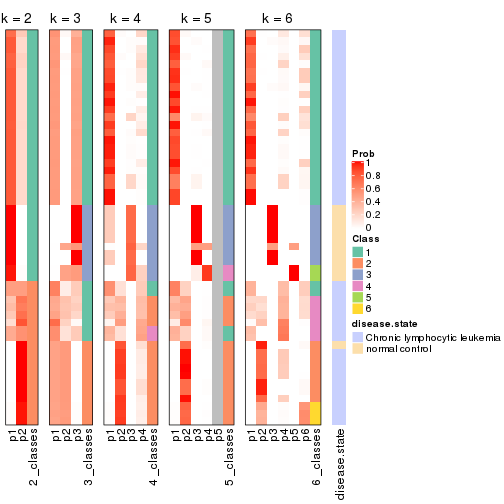 k = 2 k = 3 k = 4 k = 5 k = 6
Prob
1
0.8
0.6
0.4
0.2
0
Class
1
2
3
4
5
6
disease.state
Chronic lymphocytic leukemia
normal control
p1 p2 2_classes p1 p2 p3 3_classes p1 p2 p3 p4 4_classes p1 p2 p3 p4 p5 5_classes p1 p2 p3 p4 p5 p6 6_classes disease.state